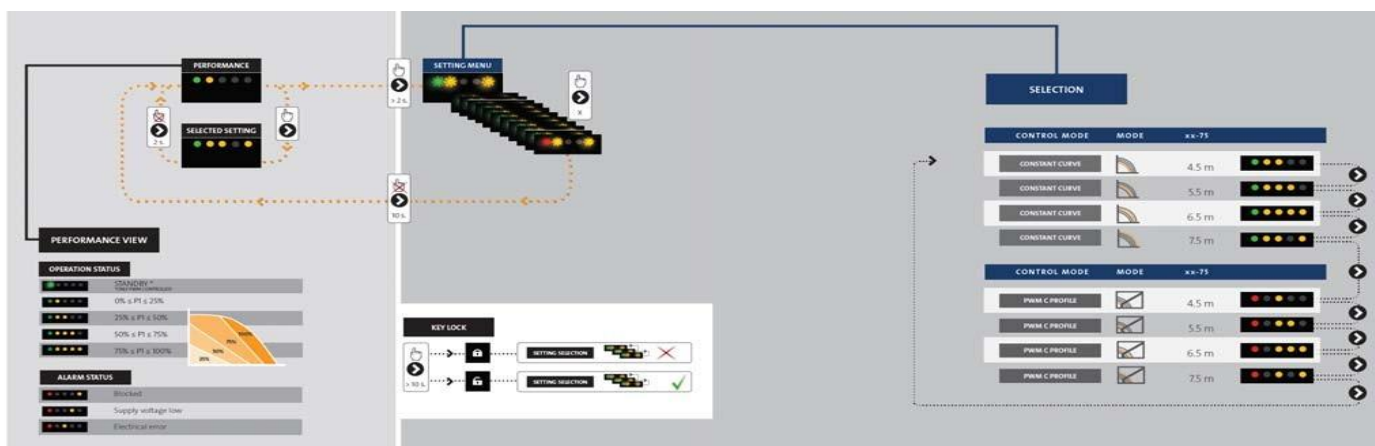 PERFORMANCE
SELECTED SETTING
2 s.
> 2 s.
SETTING MENU
x
10 s.
PERFORMANCE VIEW
OPERATION STATUS
STANDBY *
0% ≤ P1 ≤ 25%
25% ≤ P1 ≤ 50%
50% ≤ P1 ≤ 75%
75% ≤ P1 ≤ 100%
25%
50%
75%
100%
ALARM STATUS
Blocked
Supply voltage low
Electrical error
KEY LOCK
> 10 s.
SETTING SELECTION
SETTING SELECTION
SELECTION
CONTROL MODE MODE xx-75
CONSTANT CURVE 4.5 m
CONSTANT CURVE 5.5 m
CONSTANT CURVE 6.5 m
CONSTANT CURVE 7.5 m
CONTROL MODE MODE xx-75
PWM C PROFILE 4.5 m
PWM C PROFILE 5.5 m
PWM C PROFILE 6.5 m
PWM C PROFILE 7.5 m